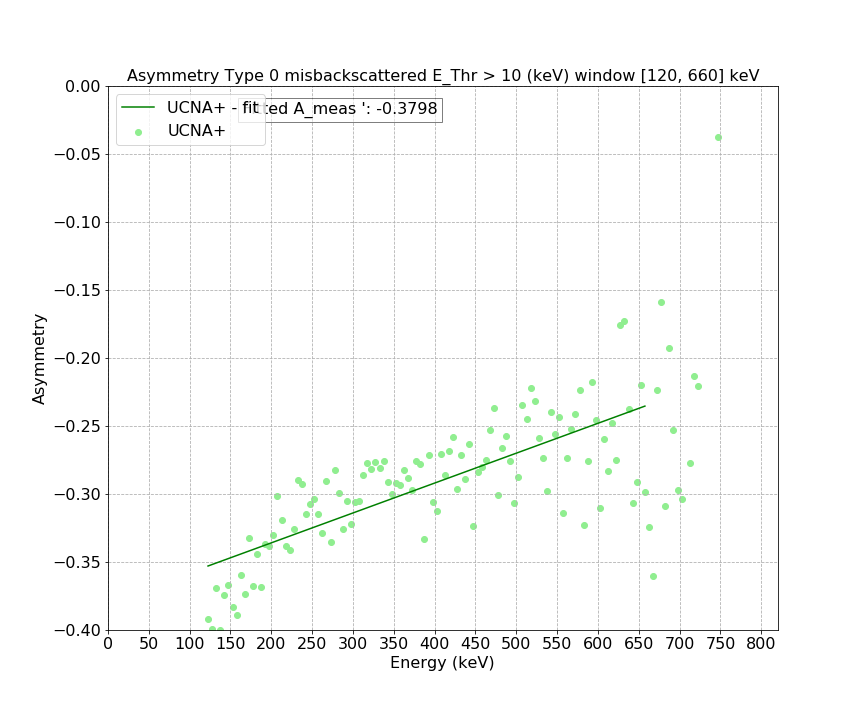 Asymmetry Type 0 misbackscattered E_Thr > 10 (keV) window [120, 660] keV
UCNA+ - fit
tted A_meas ': -0.3798
UCNA+
0.00
−0.05
−0.10
−0.15
−0.20
−0.25
−0.30
−0.35
−0.40
Asymmetry
0 50 100 150 200 250 300 350 400 450 500 550 600 650 700 750 800
Energy (keV)